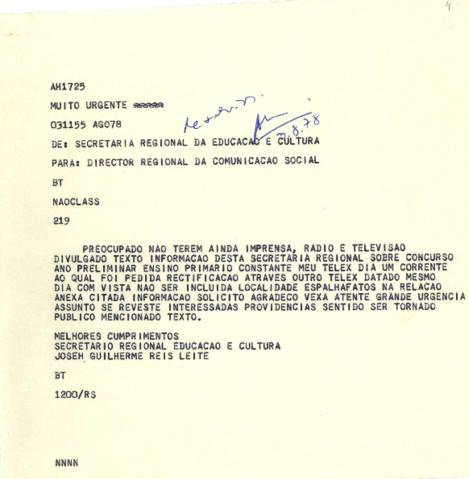 4
AH1725
MUITO URGENTE
031155 AGO78
DE: SECRETARIA REGIONAL DA EDUCACAO E CULTURA
.8.78
PARA: DIRECTOR REGIONAL DA COMUNICACAO SOCIAL
BT
NAOCLASS
219
PREOCUPADO NAO TEREM AINDA IMPRENSA, RADIO E TELEVISAO
DIVULGADO TEXTO INFORMACAO DESTA SECRETARIA REGIONAL SOBRE CONCURSO
ANO PRELIMINAR ENSINO PRIMARIO CONSTANTE MEU TELEX DIA UM CORRENTE
AO QUAL FOI PEDIDA RECTIFICACAO ATRAVES OUTRO TELEX DATADO MESMO
DIA COM VISTA NAO SER INCLUIDA LOCALIDADE ESPALHAFATOS NA RELACAO
ANEXA CITADA INFORMACAO SOLICITO AGRADECO VEXA ATENTE GRANDE URGENCIA
ASSUNTO SE REVESTE INTERESSADAS PROVIDENCIAS SENTIDO SER TORNADO
PUBLICO MENCIONADO TEXTO.
MELHORES CUMPRIMENTOS
SECRETARIO REGIONAL EDUCACAO E CULTURA
JOSEH GUILHERME REIS LEITE
BT
1200/RS
NNNN